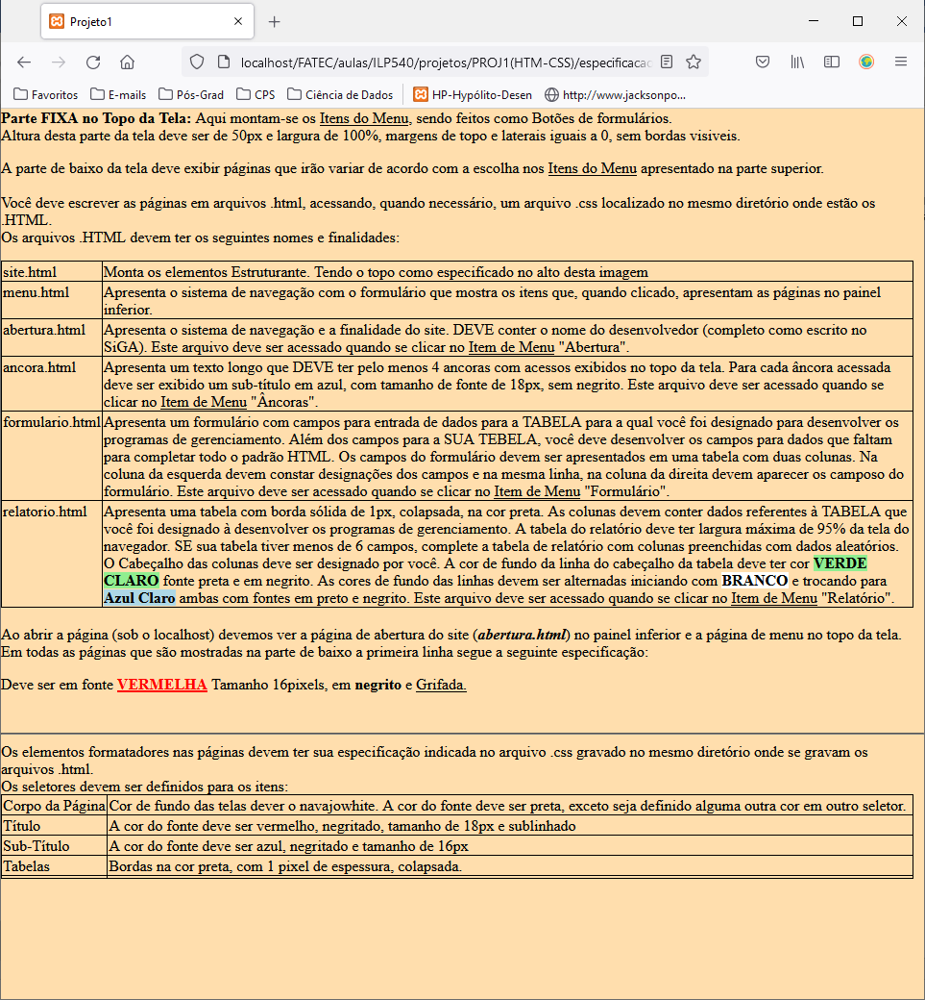 Projeto1
localhost/FATEC/aulas/ILP540/projetos/PROJ1(HTM-CSS)/especificacac
Favoritos E-mails Pós-Grad CPS Ciência de Dados HP-Hypólito-Desen http://www.jacksonpo...
Parte FIXA no Topo da Tela: Aqui montam-se os Itens do Menu, sendo feitos como Botões de formulários.
Altura desta parte da tela deve ser de 50px e largura de 100%, margens de topo e laterais iguais a 0, sem bordas visiveis.
A parte de baixo da tela deve exibir páginas que irão variar de acordo com a escolha nos Itens do Menu apresentado na parte superior.
Você deve escrever as páginas em arquivos .html, acessando, quando necessário, um arquivo .css localizado no mesmo diretório onde estão os
.HTML.
Os arquivos .HTML devem ter os seguintes nomes e finalidades:
site.html Monta os elementos Estruturante. Tendo o topo como especificado no alto desta imagem
menu.html Apresenta o sistema de navegação com o formulário que mostra os itens que, quando clicado, apresentam as páginas no painel
inferior.
abertura.html Apresenta o sistema de navegação e a finalidade do site. DEVE conter o nome do desenvolvedor (completo como escrito no
SiGA). Este arquivo deve ser acessado quando se clicar no Item de Menu "Abertura".
ancora.html Apresenta um texto longo que DEVE ter pelo menos 4 ancoras com acessos exibidos no topo da tela. Para cada âncora acessada
deve ser exibido um sub-título em azul, com tamanho de fonte de 18px, sem negrito. Este arquivo deve ser acessado quando se
clicar no Item de Menu "Âncoras".
formulario.html Apresenta um formulário com campos para entrada de dados para a TABELA para a qual você foi designado para desenvolver os
programas de gerenciamento. Além dos campos para a SUA TEBELA, você deve desenvolver os campos para dados que faltam
para completar todo o padrão HTML. Os campos do formulário devem ser apresentados em uma tabela com duas colunas. Na
coluna da esquerda devem constar designações dos campos e na mesma linha, na coluna da direita devem aparecer os camposo do
formulário. Este arquivo deve ser acessado quando se clicar no Item de Menu "Formulário".
relatorio.html Apresenta uma tabela com borda sólida de 1px, colapsada, na cor preta. As colunas devem conter dados referentes à TABELA que
você foi designado à desenvolver os programas de gerenciamento. A tabela do relatório deve ter largura máxima de 95% da tela do
navegador. SE sua tabela tiver menos de 6 campos, complete a tabela de relatório com colunas preenchidas com dados aleatórios.
O Cabeçalho das colunas deve ser designado por você. A cor de fundo da linha do cabeçalho da tabela deve ter cor VERDE
CLARO fonte preta e em negrito. As cores de fundo das linhas devem ser alternadas iniciando com BRANCO e trocando para
Azul Claro ambas com fontes em preto e negrito. Este arquivo deve ser acessado quando se clicar no Item de Menu "Relatório".
Ao abrir a página (sob o localhost) devemos ver a página de abertura do site (abertura.html) no painel inferior e a página de menu no topo da tela.
Em todas as páginas que são mostradas na parte de baixo a primeira linha segue a seguinte especificação:
Deve ser em fonte VERMELHA Tamanho 16pixels, em negrito e Grifada.
Os elementos formatadores nas páginas devem ter sua especificação indicada no arquivo .css gravado no mesmo diretório onde se gravam os
arquivos .html.
Os seletores devem ser definidos para os itens:
Corpo da Página Cor de fundo das telas dever o navajowhite. A cor do fonte deve ser preta, exceto seja definido alguma outra cor em outro seletor.
Título A cor do fonte deve ser vermelho, negritado, tamanho de 18px e sublinhado
Sub-Título A cor do fonte deve ser azul, negritado e tamanho de 16px
Tabelas Bordas na cor preta, com 1 pixel de espessura, colapsada.